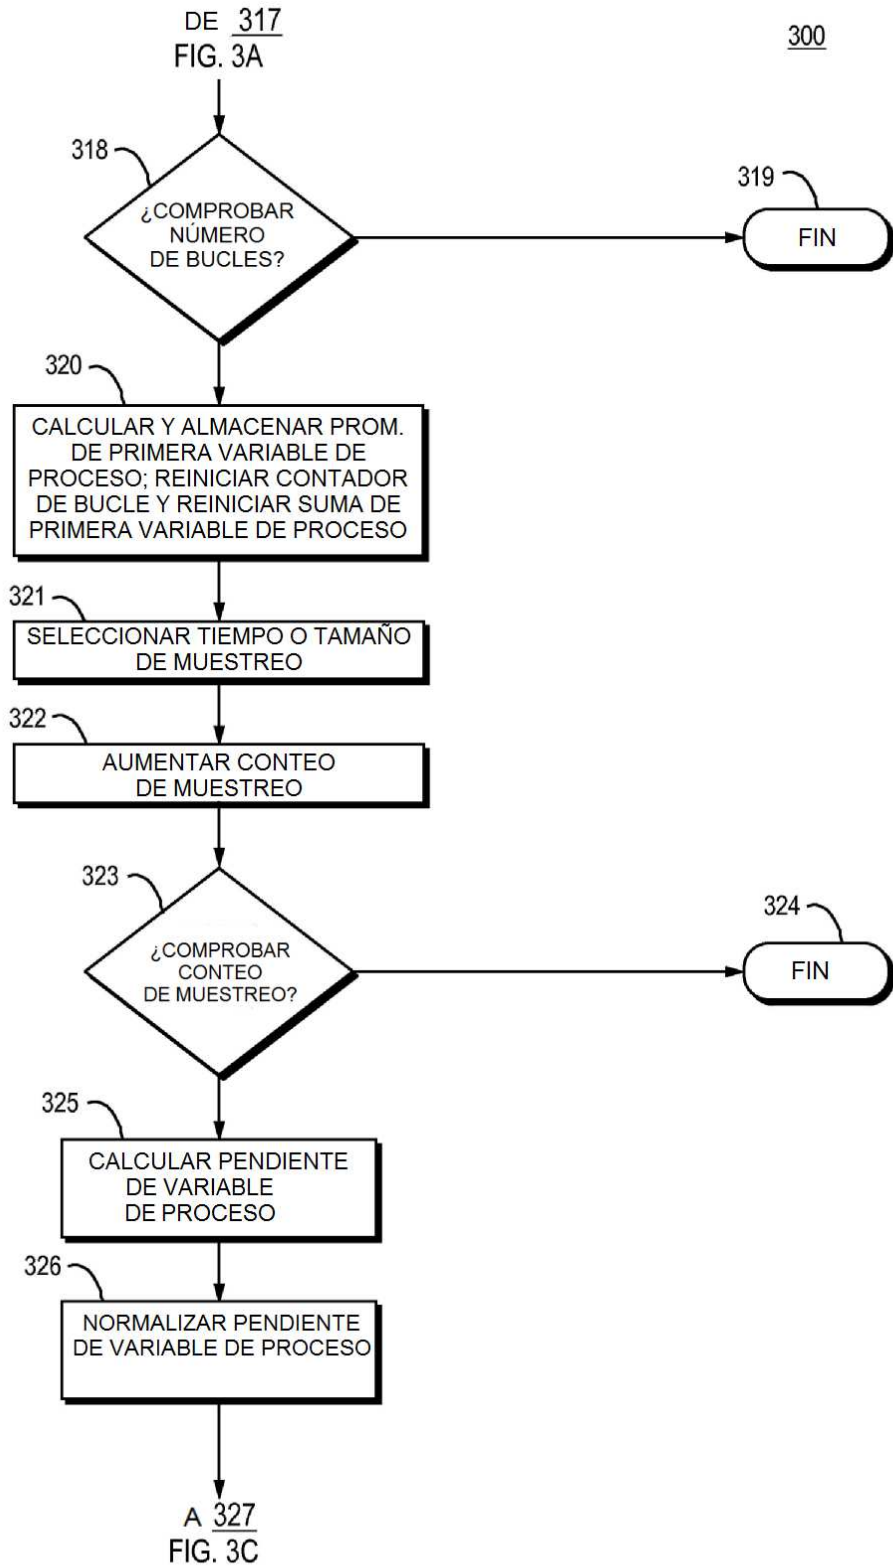 DE 317
FIG. 3A
300
318
¿COMPROBAR
NÚMERO
DE BUCLES?
319
FIN
320
CALCULAR Y ALMACENAR PROM.
DE PRIMERA VARIABLE DE
PROCESO; REINICIAR CONTADOR
DE BUCLE Y REINICIAR SUMA DE
PRIMERA VARIABLE DE PROCESO
321
SELECCIONAR TIEMPO O TAMAÑO
DE MUESTREO
322
AUMENTAR CONTEO
DE MUESTREO
323
¿COMPROBAR
CONTEO
DE MUESTREO?
324
FIN
325
CALCULAR PENDIENTE
DE VARIABLE
DE PROCESO
326
NORMALIZAR PENDIENTE
DE VARIABLE DE PROCESO
A 327
FIG. 3C